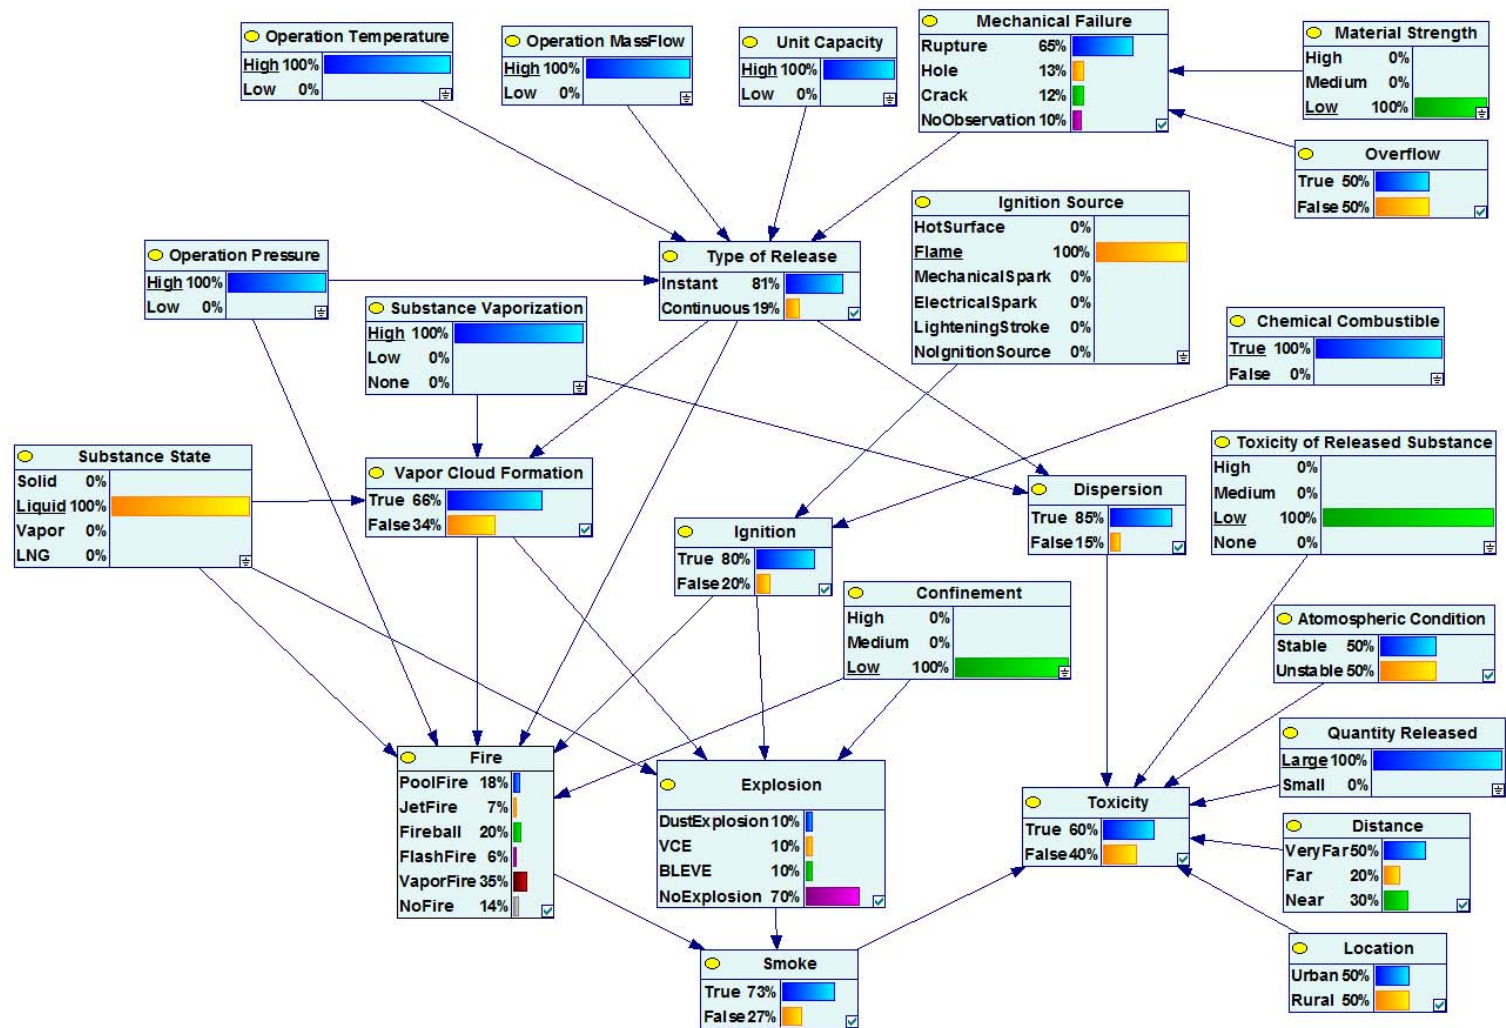 Operation Temperature
High 100%
Low 0%
Operation MassFlow
High 100%
Low 0%
Unit Capacity
High 100%
Low 0%
Mechanical Failure
Rupture 65%
Hole 13%
Crack 12%
NoObservation 10%
Material Strength
High 0%
Medium 0%
Low 100%
Overflow
True 50%
False 50%
Ignition Source
HotSurface 0%
Flame 100%
MechanicalSpark 0%
ElectricalSpark 0%
LighteningStroke 0%
NoIgnitionSource 0%
Operation Pressure
High 100%
Low 0%
Type of Release
Instant 81%
Continuous 19%
Substance Vaporization
High 100%
Low 0%
None 0%
Chemical Combustible
True 100%
False 0%
Substance State
Solid 0%
Liquid 100%
Vapor 0%
LNG 0%
Vapor Cloud Formation
True 66%
False 34%
Toxicity of Released Substance
High 0%
Medium 0%
Low 100%
None 0%
Dispersion
True 85%
False 15%
Ignition
True 80%
False 20%
Confinement
High 0%
Medium 0%
Low 100%
Atomospheric Condition
Stable 50%
Unstable 50%
Fire
PoolFire 18%
JetFire 7%
Fireball 20%
FlashFire 6%
VaporFire 35%
NoFire 14%
Explosion
DustExplosion 10%
VCE 10%
BLEVE 10%
NoExplosion 70%
Quantity Released
Large 100%
Small 0%
Toxicity
True 60%
False 40%
Distance
VeryFar 50%
Far 20%
Near 30%
Location
Urban 50%
Rural 50%
Smoke
True 73%
False 27%